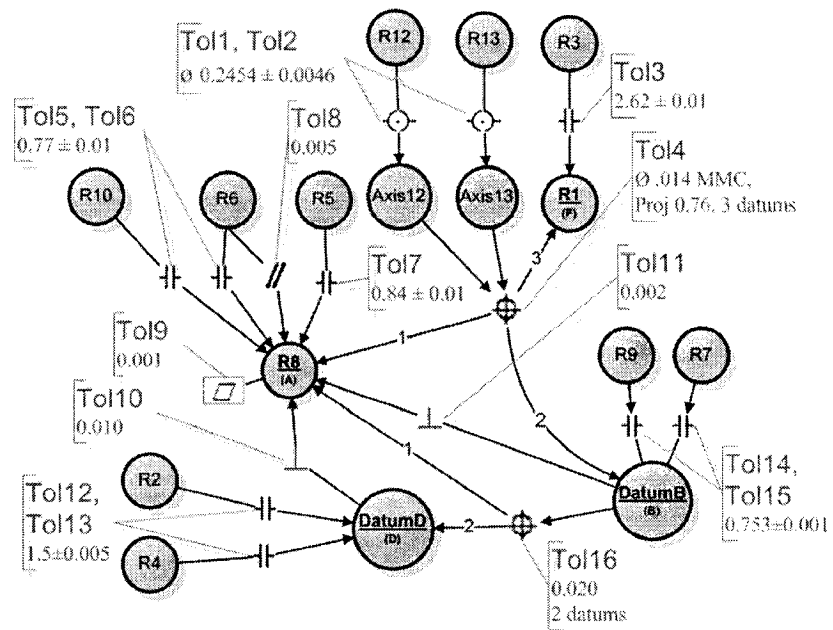 R12
R13
R3
Tol1, Tol2
ø 0.2454 ± 0.0046
Tol3
2.62 ± 0.01
Tol5, Tol6
0.77 ± 0.01
Tol8
0.005
Tol4
Ø .014 MMC,
Proj 0.76, 3 datums
R10
R6
R5
Axis12
Axis13
R1
(F)
3
Tol7
0.84 ± 0.01
Tol11
0.002
Tol9
0.001
1
R8
(A)
R9
R7
Tol10
0.010
2
1
R2
Tol12,
Tol13
1.5±0.005
R4
DatumD
(D)
2
DatumB
(B)
Tol14,
Tol15
0.753±0.001
Tol16
0.020
2 datums